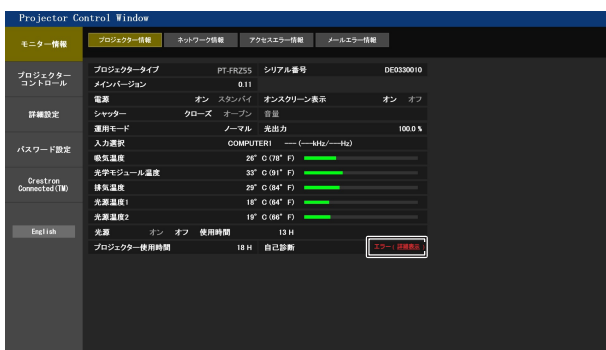 Projector Control Window
モニター情報
プロジェクター情報 ネットワーク情報 アクセスエラー情報 メールエラー情報
プロジェクター
コントロール
詳細設定
パスワード設定
Crestron
Connected(TM)
English
プロジェクタータイプ PT-FRZ55 シリアル番号 DE0330010
メインバージョン 0.11
電源 オン スタンバイ オンスクリーン表示 オン オフ
シャッター クローズ オープン 音量
運用モード ノーマル 光出力 100.0 %
入力選択 COMPUTER1 ---- (----kHz/----Hz)
吸気温度 26° C (78° F)
光学モジュール温度 33° C (91° F)
排気温度 29° C (84° F)
光源温度1 18° C (64° F)
光源温度2 19° C (66° F)
光源 オン オフ 使用時間 13 H
プロジェクター使用時間 18 H 自己診断 エラー: 詳細表示